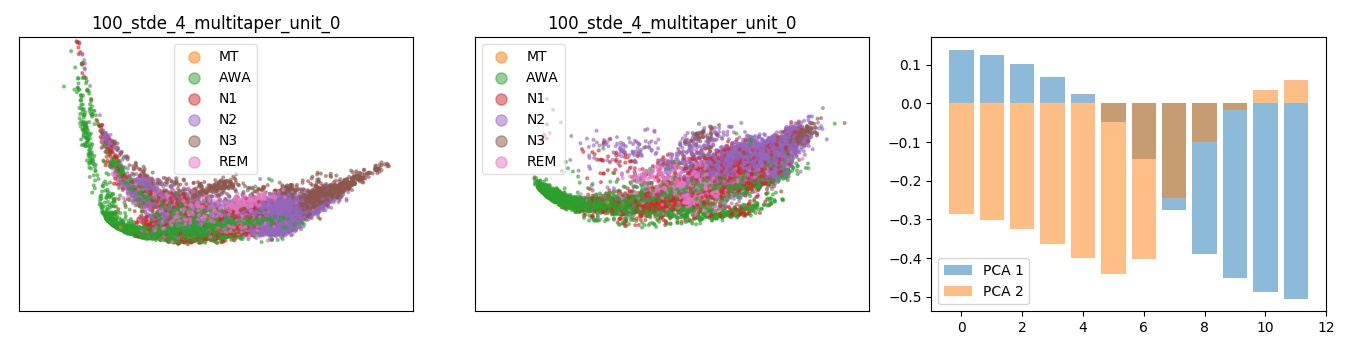 100_stde_4_multitaper_unit_0
MT
AWA
N1
N2
N3
REM
100_stde_4_multitaper_unit_0
MT
AWA
N1
N2
N3
REM
0.1
0.0
−0.1
−0.2
−0.3
−0.4
−0.5
PCA 1
PCA 2
0 2 4 6 8 10 12